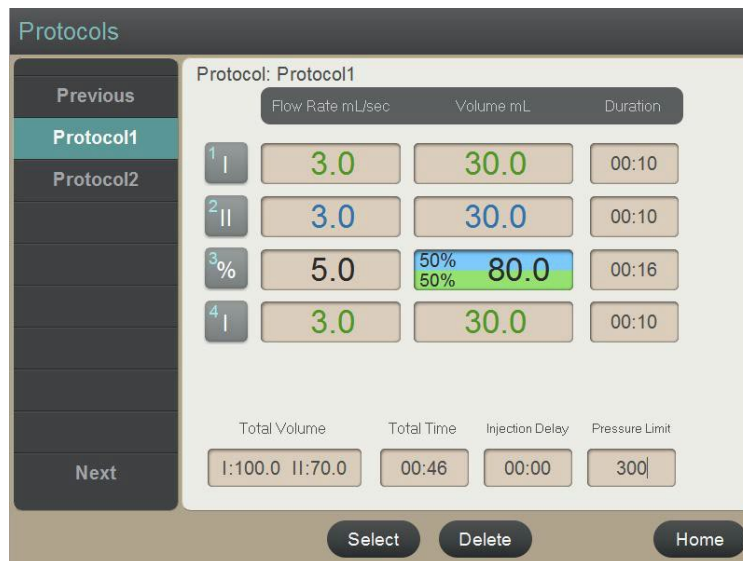 Protocols
Previous
Protocol1
Protocol2
Next
Protocol: Protocol1
Flow Rate mL/sec Volume mL Duration
1 I 3.0 30.0 00:10
2 II 3.0 30.0 00:10
3 % 5.0 50% 50% 80.0 00:16
4 I 3.0 30.0 00:10
Total Volume Total Time Injection Delay Pressure Limit
I:100.0 II:70.0 00:46 00:00 300
Select Delete Home